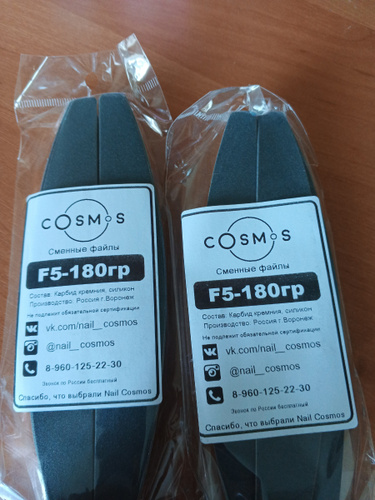 COSMOS
Сменные файлы
F5-180гр
Состав: Карбид кремния, силикон
Производство: Россия г.Воронеж
Не подлежит обязательной сертификации
vk.com/nail__cosmos
@nail__cosmos
8-960-125-22-30
Звонок по России бесплатный
Спасибо, что выбрали Nail Cosmos
COSMOS
Сменные файлы
F5-180гр
Состав: Карбид кремния, силикон
Производство: Россия г.Воронеж
Не подлежит обязательной сертификации
vk.com/nail__cosmos
@nail__cosmos
8-960-125-22-30
Звонок по России бесплатный
Спасибо, что выбрали Nail Cosmos